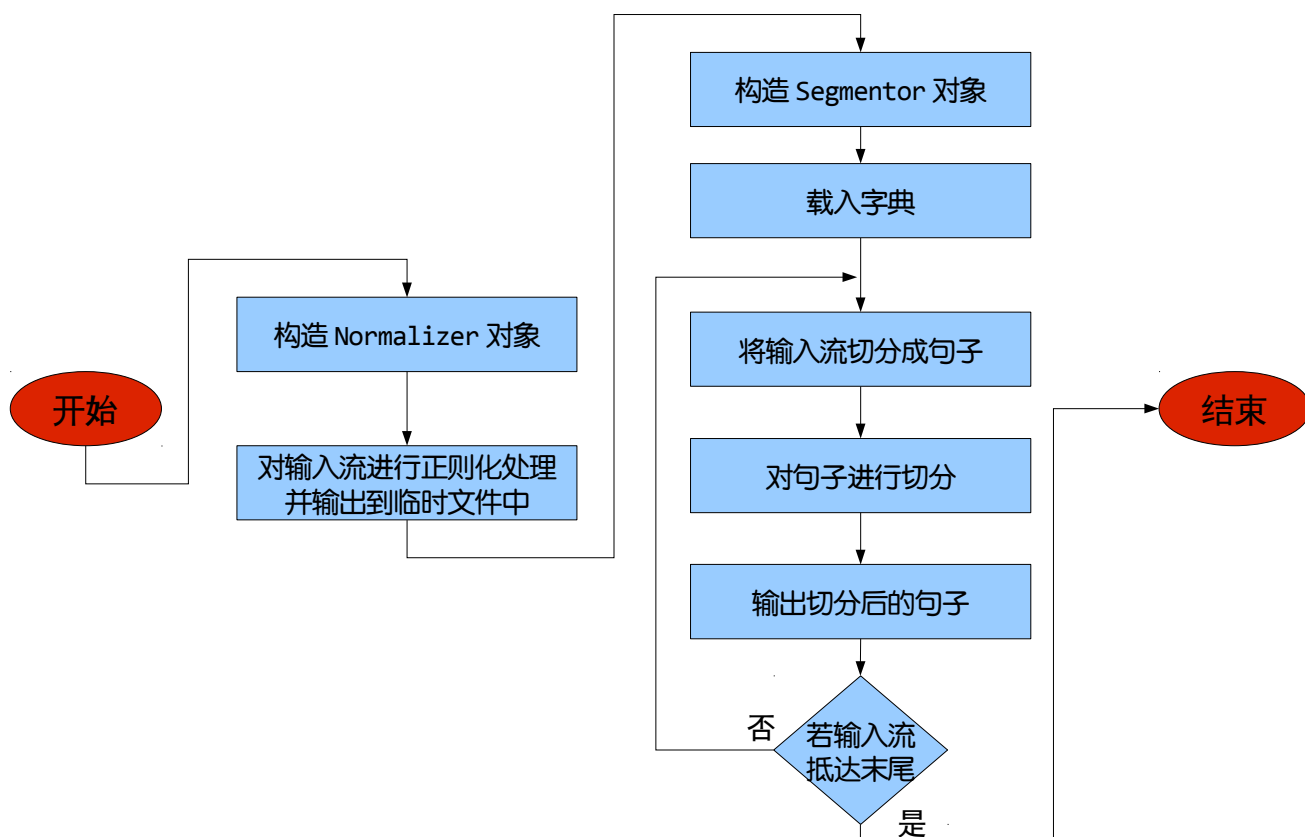 开始
构造 Normalizer 对象
对输入流进行正则化处理
并输出到临时文件中
构造 Segmentor 对象
载入字典
将输入流切分成句子
对句子进行切分
输出切分后的句子
若输入流
抵达末尾
否
是
结束